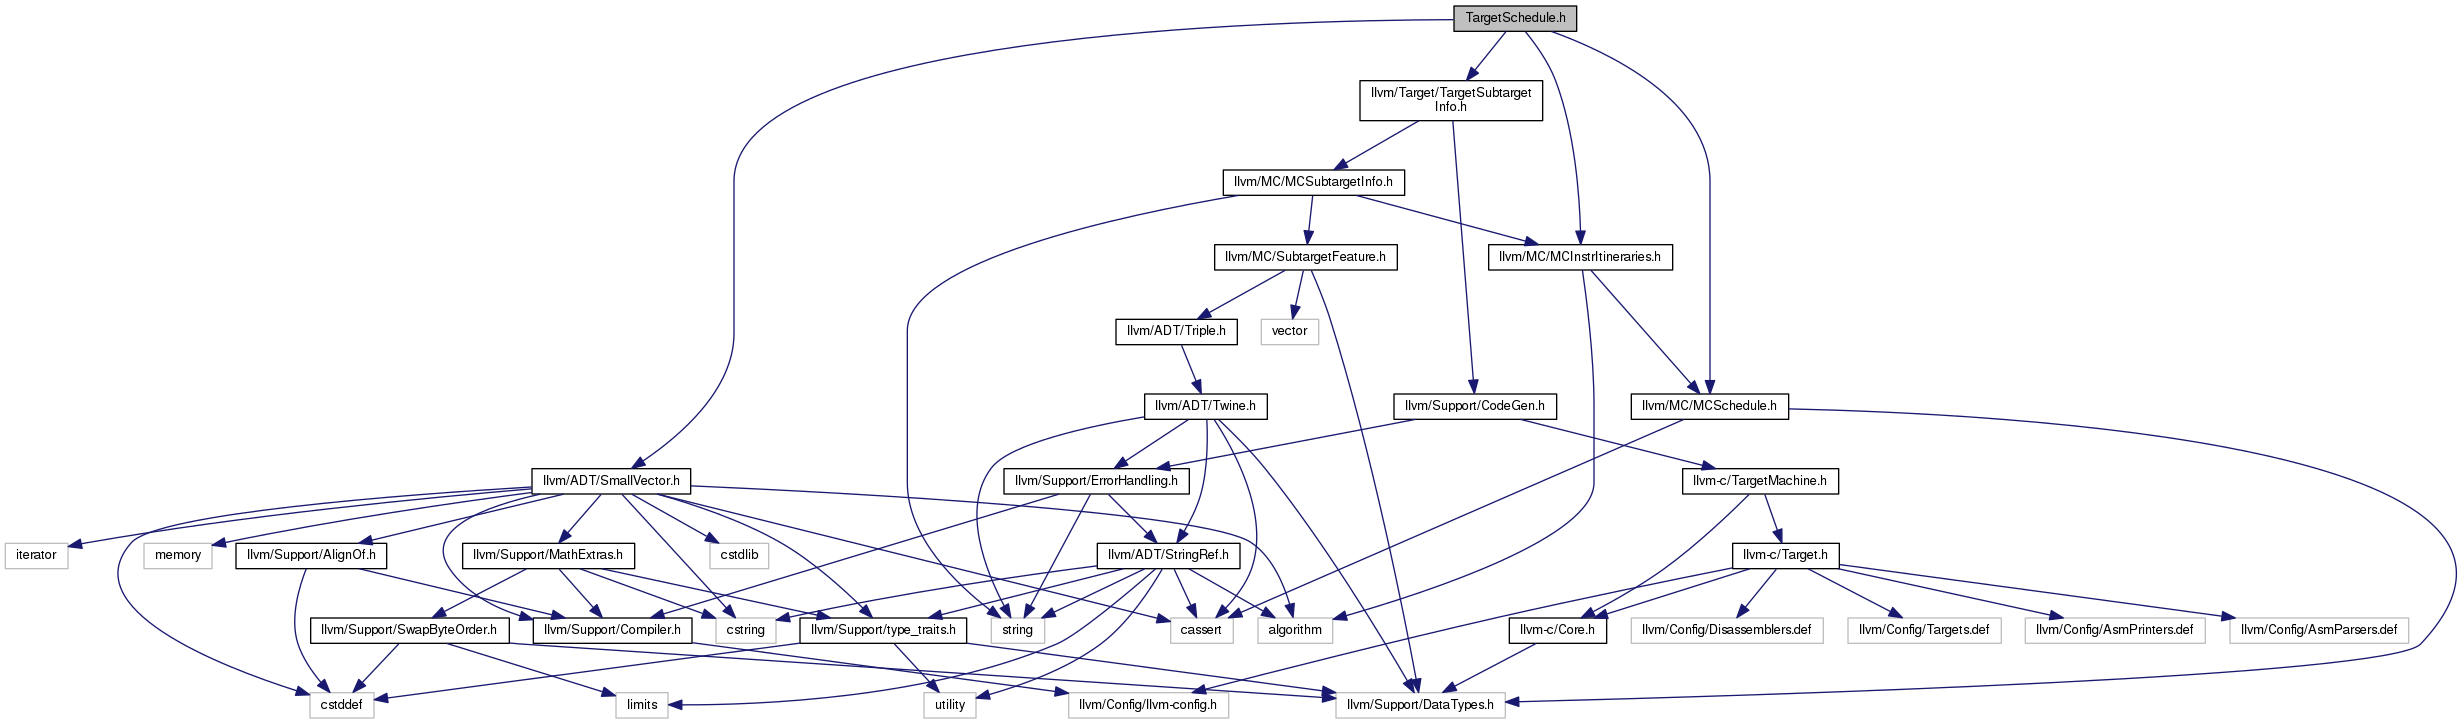 TargetSchedule.h
llvm/Target/TargetSubtarget
Info.h
llvm/MC/MCSubtargetInfo.h
llvm/MC/SubtargetFeature.h
llvm/MC/MCInstrItineraries.h
llvm/ADT/Triple.h
vector
llvm/ADT/Twine.h
llvm/Support/CodeGen.h
llvm/MC/MCSchedule.h
llvm/ADT/SmallVector.h
llvm/Support/ErrorHandling.h
llvm-c/TargetMachine.h
iterator
memory
llvm/Support/AlignOf.h
llvm/Support/MathExtras.h
cstdlib
llvm/ADT/StringRef.h
llvm-c/Target.h
llvm/Support/SwapByteOrder.h
llvm/Support/Compiler.h
cstring
llvm/Support/type_traits.h
string
cassert
algorithm
llvm-c/Core.h
llvm/Config/Disassemblers.def
llvm/Config/Targets.def
llvm/Config/AsmPrinters.def
llvm/Config/AsmParsers.def
cstddef
limits
utility
llvm/Config/llvm-config.h
llvm/Support/DataTypes.h